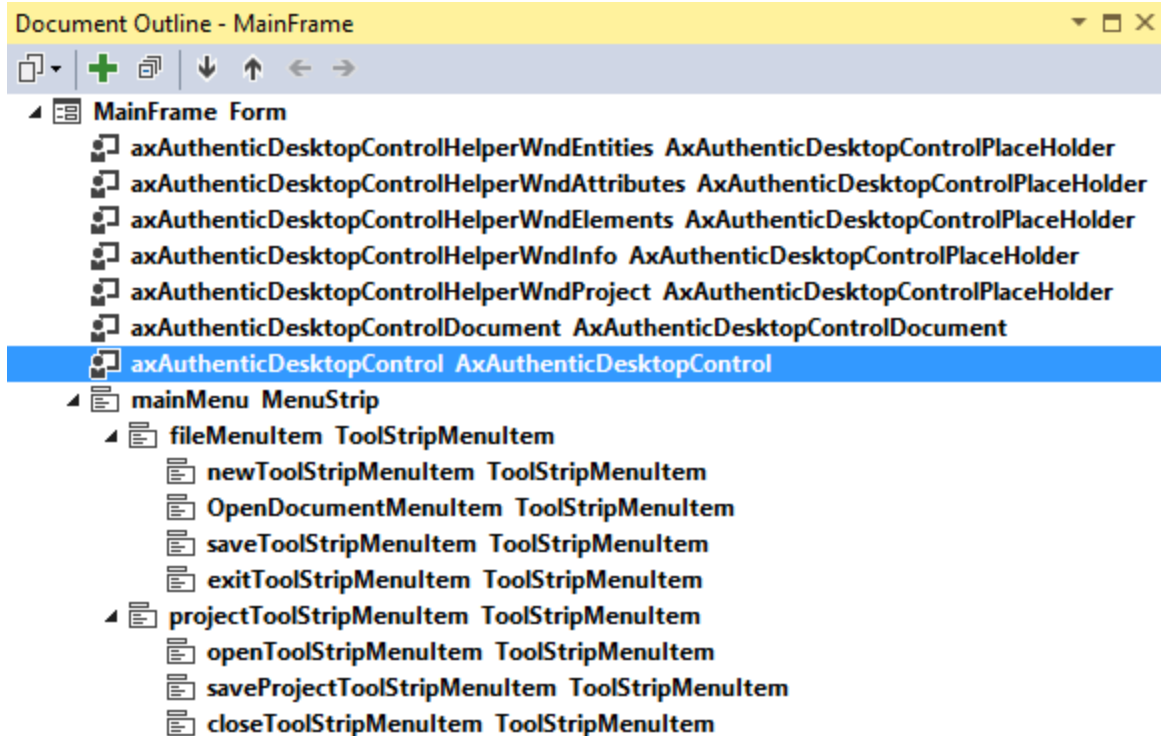 Document Outline - MainFrame
MainFrame Form
axAuthenticDesktopControlHelperWndEntities AxAuthenticDesktopControlPlaceHolder
axAuthenticDesktopControlHelperWndAttributes AxAuthenticDesktopControlPlaceHolder
axAuthenticDesktopControlHelperWndElements AxAuthenticDesktopControlPlaceHolder
axAuthenticDesktopControlHelperWndInfo AxAuthenticDesktopControlPlaceHolder
axAuthenticDesktopControlHelperWndProject AxAuthenticDesktopControlPlaceHolder
axAuthenticDesktopControlDocument AxAuthenticDesktopControlDocument
axAuthenticDesktopControl AxAuthenticDesktopControl
mainMenu MenuStrip
fileMenuItem ToolStripMenuItem
newToolStripMenuItem ToolStripMenuItem
OpenDocumentMenuItem ToolStripMenuItem
saveToolStripMenuItem ToolStripMenuItem
exitToolStripMenuItem ToolStripMenuItem
projectToolStripMenuItem ToolStripMenuItem
openToolStripMenuItem ToolStripMenuItem
saveProjectToolStripMenuItem ToolStripMenuItem
closeToolStripMenuItem ToolStripMenuItem